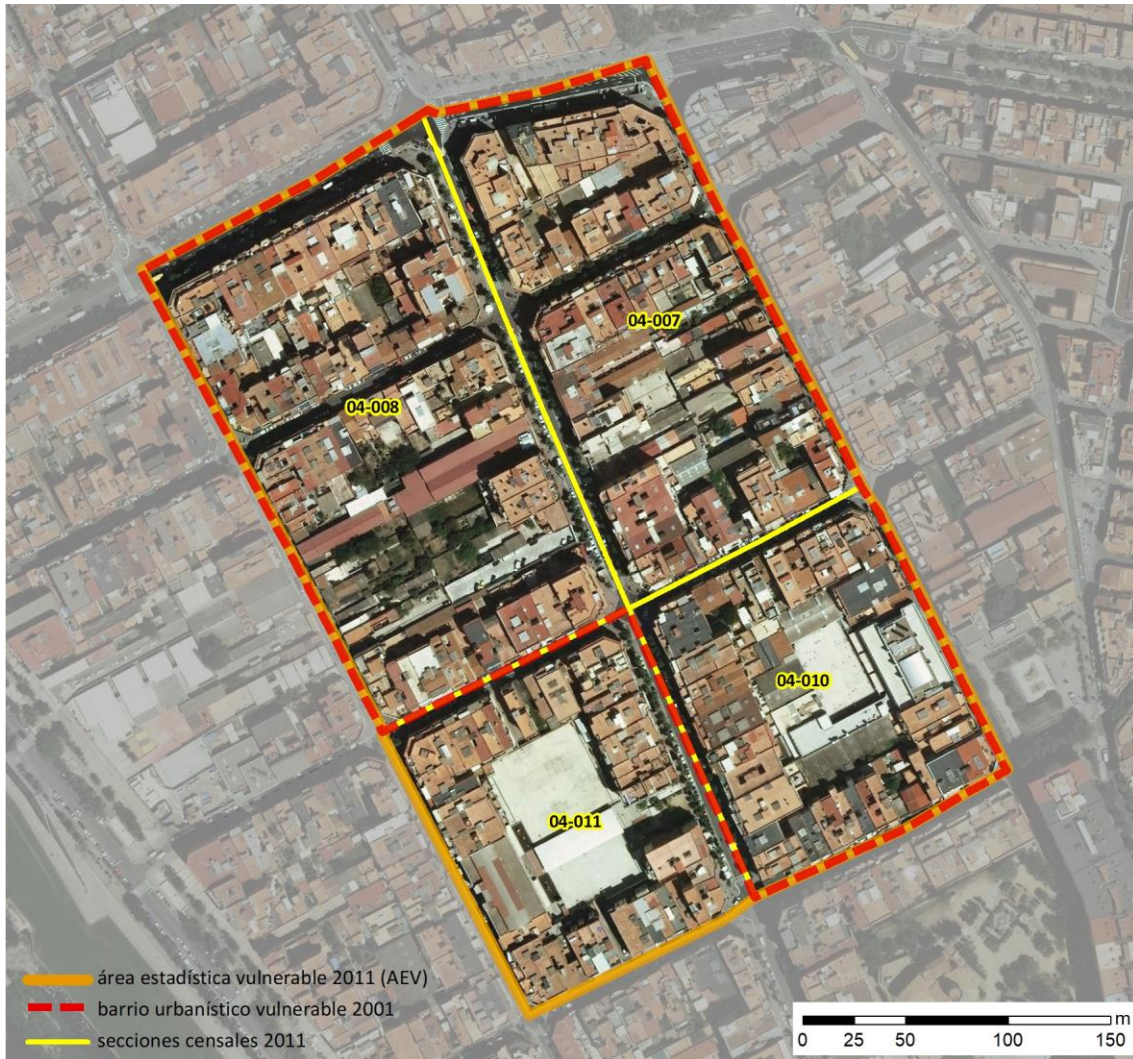 04-007
04-008
04-010
04-011
área estadística vulnerable 2011 (AEV)
barrio urbanístico vulnerable 2001
secciones censales 2011
m
0 25 50 100 150